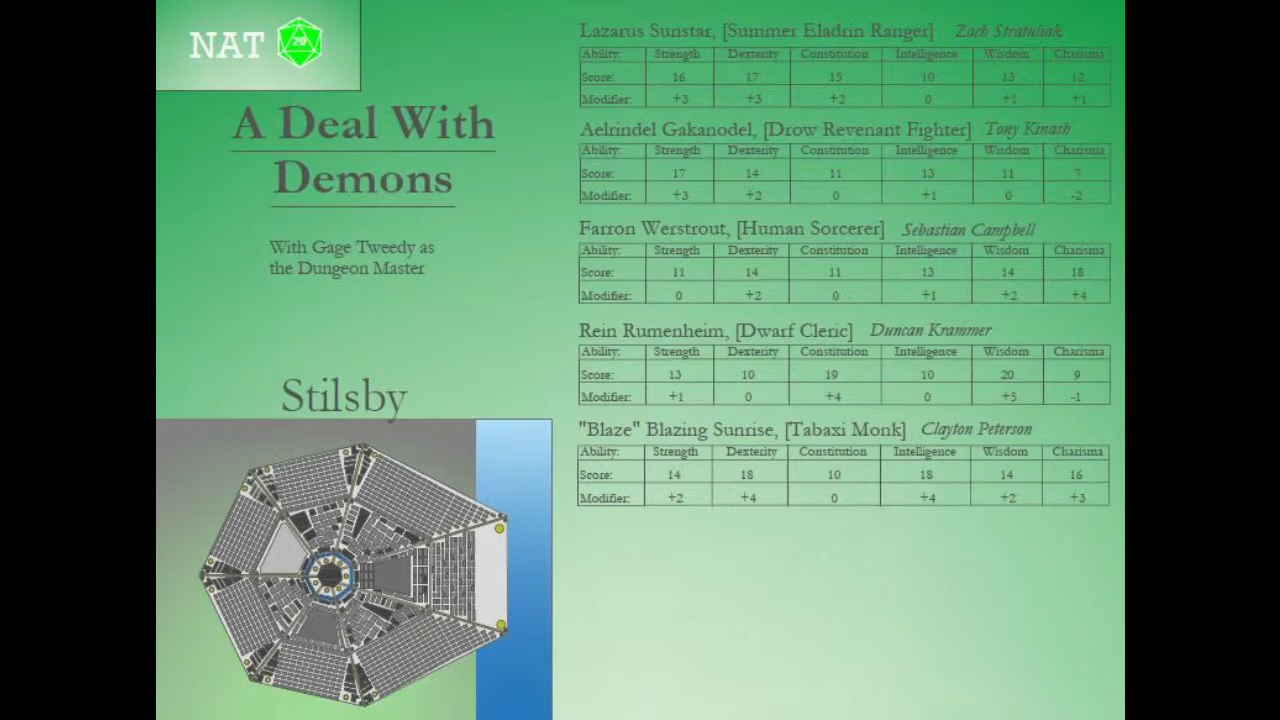 NAT 20
A Deal With
Demons
With Gage Tweedy as
the Dungeon Master
Stilsby
Lazarus Sunstar, [Summer Eladrin Ranger] Zach Stratuliak
Ability: Strength Dexterity Constitution Intelligence Wisdom Charisma
Score: 16 17 15 10 13 12
Modifier: +3 +3 +2 0 +1 +1
Aelrindel Gakanodel, [Drow Revenant Fighter] Tony Kinash
Ability: Strength Dexterity Constitution Intelligence Wisdom Charisma
Score: 17 14 11 13 11 7
Modifier: +3 +2 0 +1 0 -2
Farron Werstrout, [Human Sorcerer] Sebastian Campbell
Ability: Strength Dexterity Constitution Intelligence Wisdom Charisma
Score: 11 14 11 13 14 18
Modifier: 0 +2 0 +1 +2 +4
Rein Rumenheim, [Dwarf Cleric] Duncan Krammer
Ability: Strength Dexterity Constitution Intelligence Wisdom Charisma
Score: 13 10 19 10 20 9
Modifier: +1 0 +4 0 +5 -1
"Blaze" Blazing Sunrise, [Tabaxi Monk] Clayton Peterson
Ability: Strength Dexterity Constitution Intelligence Wisdom Charisma
Score: 14 18 10 18 14 16
Modifier: +2 +4 0 +4 +2 +3